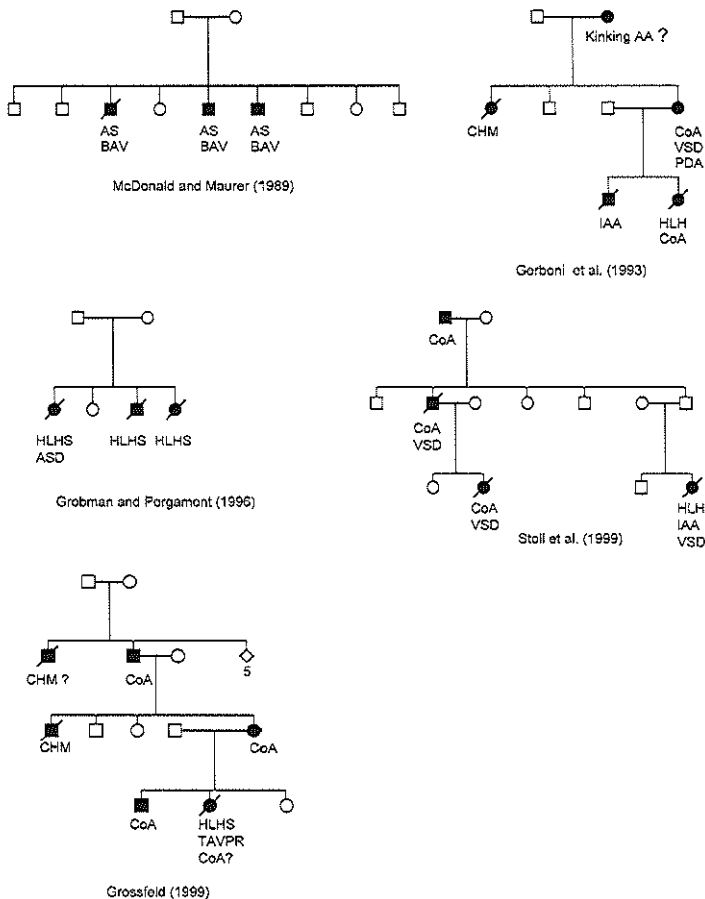 Kinking AA ?
AS AS AS
BAV BAV BAV
McDonald and Maurer (1989)
CHM CoA
VSD
PDA
IAA HLH
CoA
Gerboni et al. (1993)
HLHS HLHS HLHS
ASD
Grobman and Porgamont (1996)
CoA
CoA
VSD
CoA HLH
VSD IAA
VSD
Stoll et al. (1999)
CHM ? CoA 5
CHM CoA
CoA HLHS
TAVPR
CoA?
Grossfeld (1999)